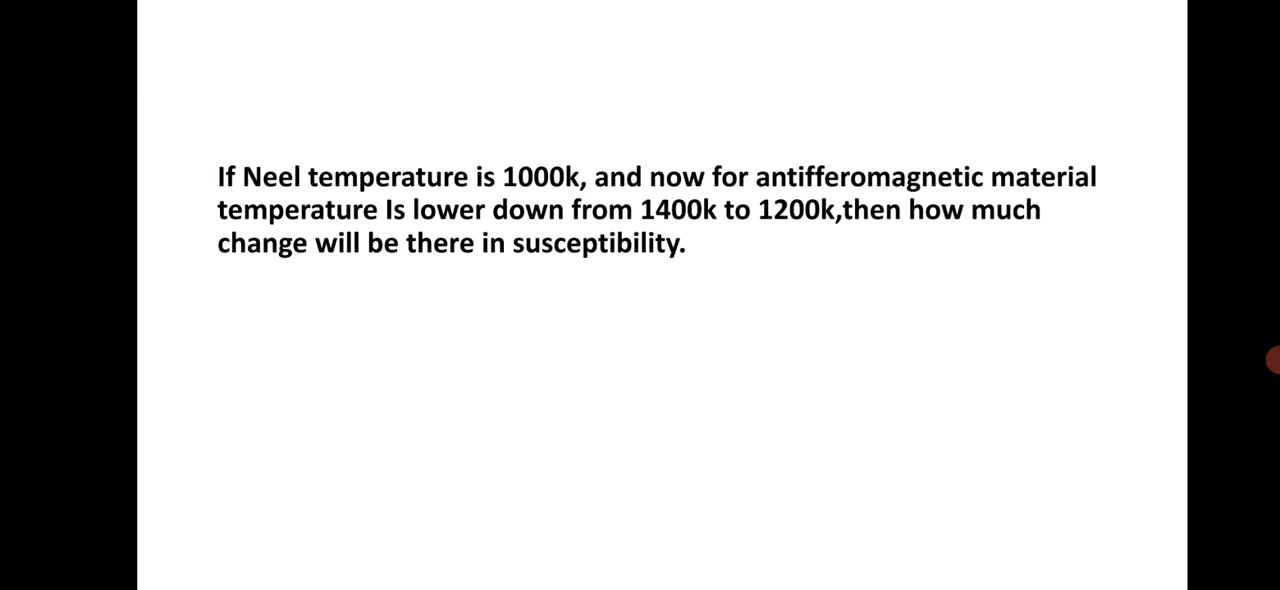 If Neel temperature is 1000k, and now for antifferomagnetic material
temperature Is lower down from 1400k to 1200k,then how much
change will be there in susceptibility.